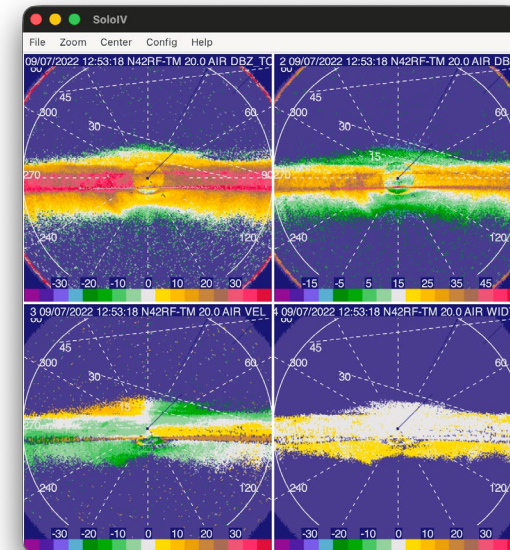 SoloIV
File Zoom Center Config Help
09/07/2022 12:53:18 N42RF-TM 20.0 AIR DBZ_TC
2 09/07/2022 12:53:18 N42RF-TM 20.0 AIR DB
60 60
45 45
300 60 300 60
30 30
15
270 90 270
240 120 240 120
-30 -20 -10 0 10 20 30
-15 -5 5 15 25 35 45
3 09/07/2022 12:53:18 N42RF-TM 20.0 AIR VEL
4 09/07/2022 12:53:18 N42RF-TM 20.0 AIR WID
60 60
45 45
300 60 300 60
30 30
15
270
240 120 240 120
-30 -20 -10 0 10 20 30
-30 -20 -10 0 10 20 30